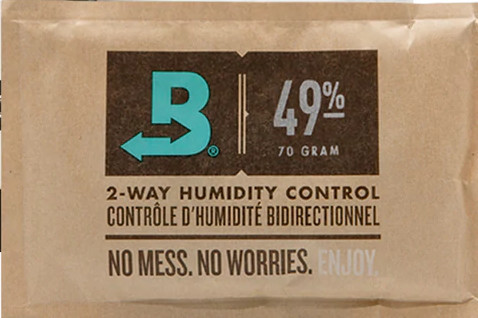 B® 49%
70 GRAM
2-WAY HUMIDITY CONTROL
CONTRÔLE D'HUMIDITÉ BIDIRECTIONNEL
NO MESS. NO WORRIES. ENJOY.